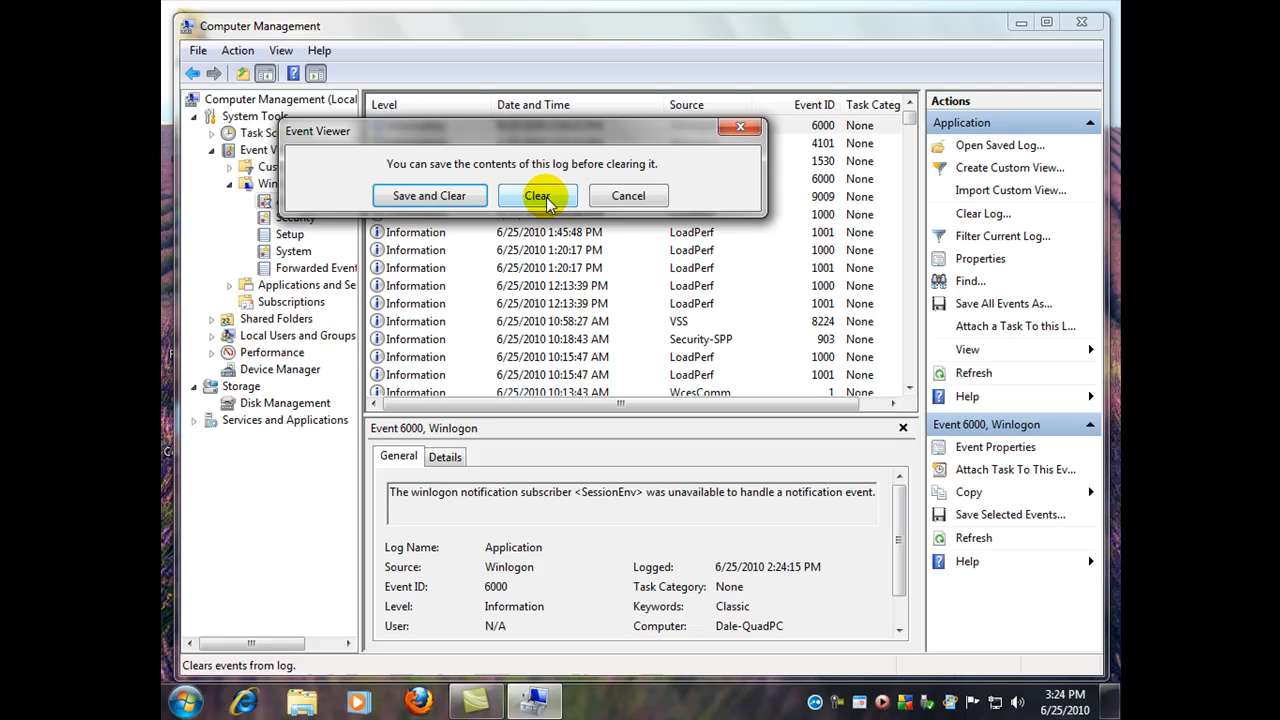 Computer Management
File Action View Help
Computer Management (Local
System Tools
Task Sc
Event V
Cus
Win
Security
Setup
System
Forwarded Event
Applications and Se
Subscriptions
Shared Folders
Local Users and Groups
Performance
Device Manager
Storage
Disk Management
Services and Applications
Level Date and Time Source Event ID Task Categ
6000 None
4101 None
1530 None
6000 None
9009 None
1000 None
Event Viewer
You can save the contents of this log before clearing it.
Save and Clear Clear Cancel
Information 6/25/2010 1:45:48 PM LoadPerf 1001 None
Information 6/25/2010 1:20:17 PM LoadPerf 1000 None
Information 6/25/2010 1:20:17 PM LoadPerf 1001 None
Information 6/25/2010 12:13:39 PM LoadPerf 1000 None
Information 6/25/2010 12:13:39 PM LoadPerf 1001 None
Information 6/25/2010 10:58:27 AM VSS 8224 None
Information 6/25/2010 10:18:43 AM Security-SPP 903 None
Information 6/25/2010 10:15:47 AM LoadPerf 1000 None
Information 6/25/2010 10:15:47 AM LoadPerf 1001 None
Information 6/25/2010 10:13:43 AM WcesComm 1 None
Event 6000, Winlogon
General Details
The winlogon notification subscriber <SessionEnv> was unavailable to handle a notification event.
Log Name: Application
Source: Winlogon Logged: 6/25/2010 2:24:15 PM
Event ID: 6000 Task Category: None
Level: Information Keywords: Classic
User: N/A Computer: Dale-QuadPC
Actions
Application
Open Saved Log...
Create Custom View...
Import Custom View...
Clear Log...
Filter Current Log...
Properties
Find...
Save All Events As...
Attach a Task To this L...
View
Refresh
Help
Event 6000, Winlogon
Event Properties
Attach Task To This Ev...
Copy
Save Selected Events...
Refresh
Help
Clears events from log.
3:24 PM
6/25/2010